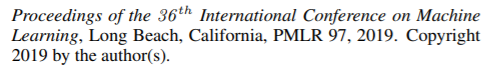 Proceedings of the 36th International Conference on Machine
Learning, Long Beach, California, PMLR 97, 2019. Copyright
2019 by the author(s).